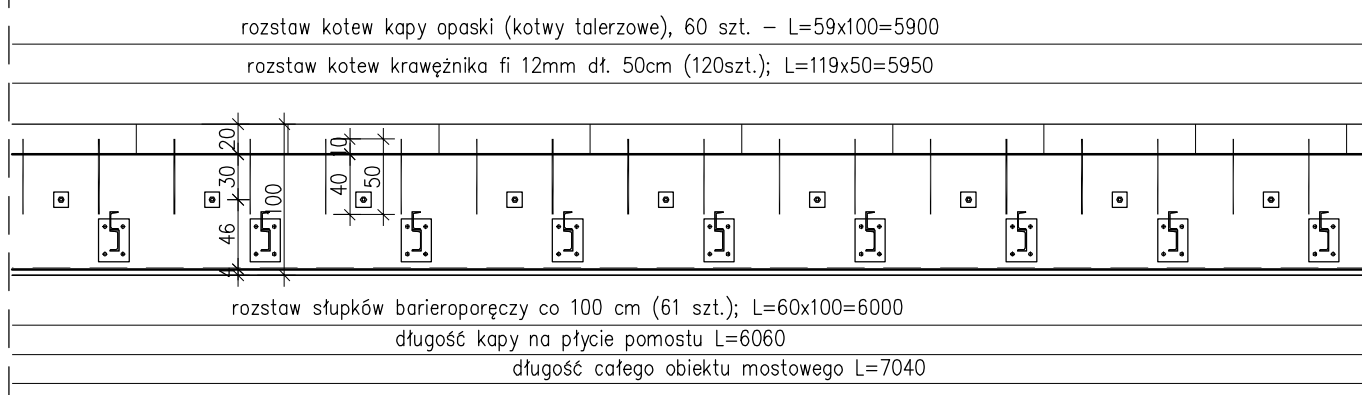 rozstaw kotew kapy opaski (kotwy talerzowe), 60 szt. – L=59x100=5900
rozstaw kotew krawężnika fi 12mm dł. 50cm (120szt.); L=119x50=5950
20
10
30
40
50
100
46
4
rozstaw słupków barieroporęczy co 100 cm (61 szt.); L=60x100=6000
długość kapy na płycie pomostu L=6060
długość całego obiektu mostowego L=7040